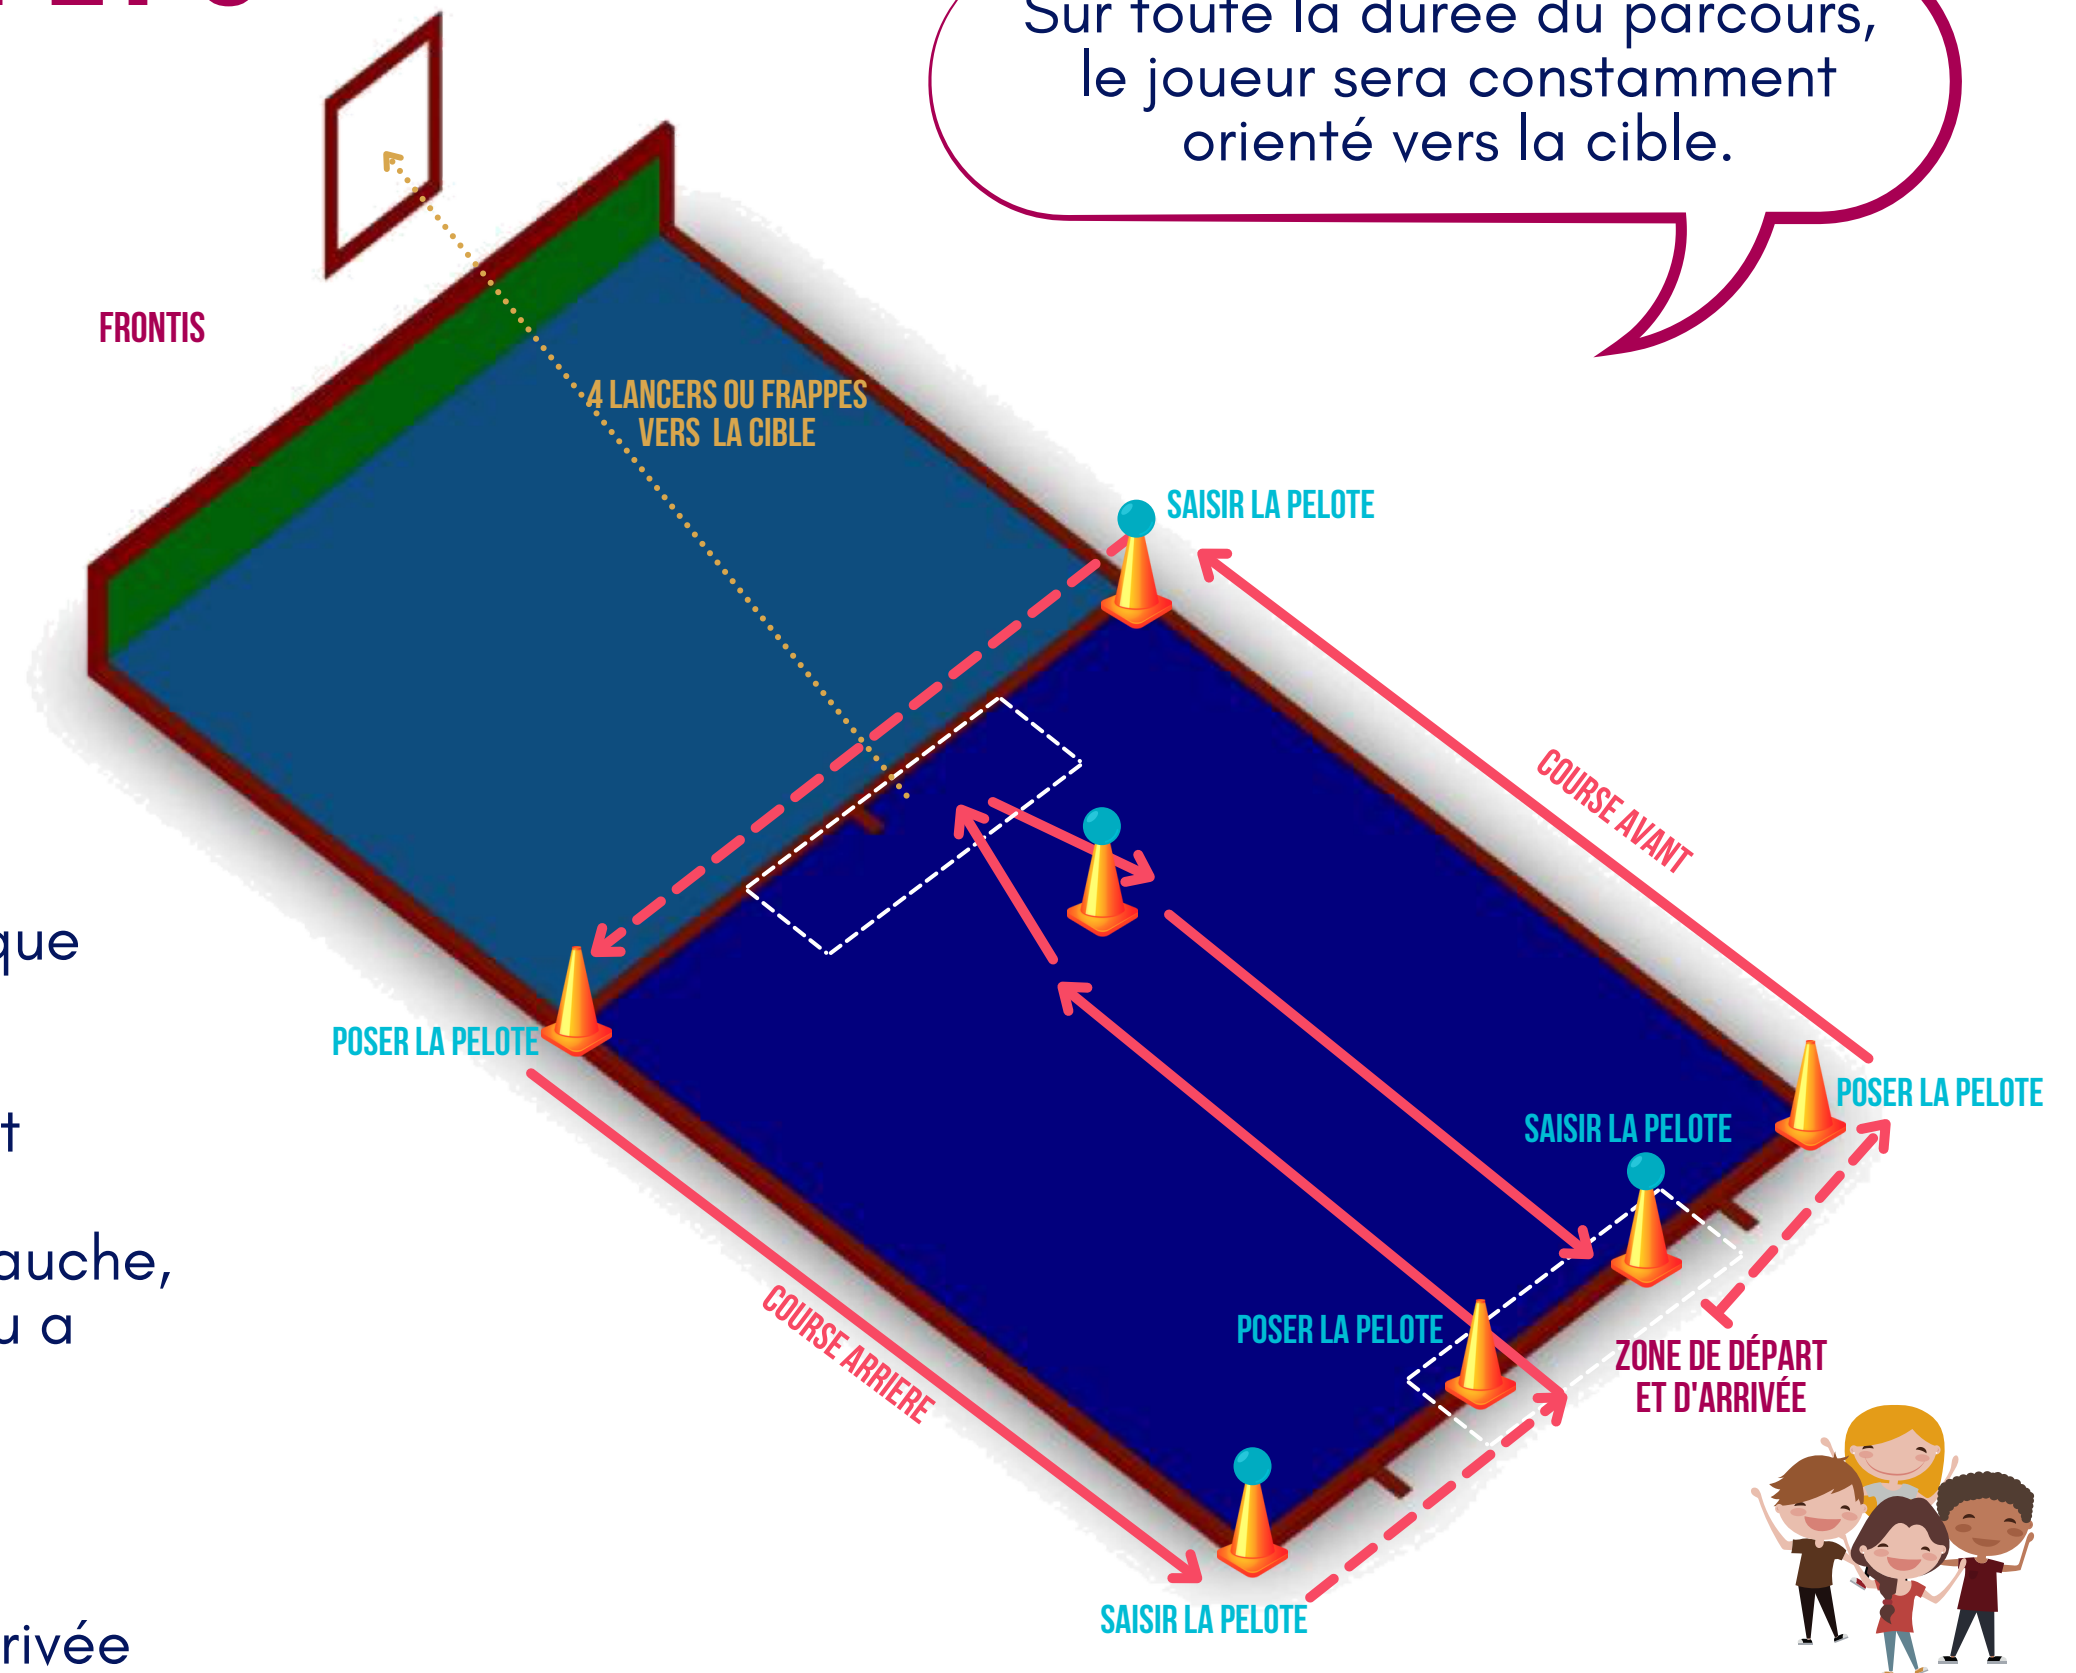 Sur toute la durée du parcours,
le joueur sera constamment
orienté vers la cible.
FRONTIS
4 LANCERS OU FRAPPES
VERS LA CIBLE
SAISIR LA PELOTE
COURSE AVANT
que
POSER LA PELOTE
POSER LA PELOTE
SAISIR LA PELOTE
t
auche,
u a
COURSE ARRIERE
POSER LA PELOTE
ZONE DE DÉPART
ET D'ARRIVÉE
SAISIR LA PELOTE
rivée